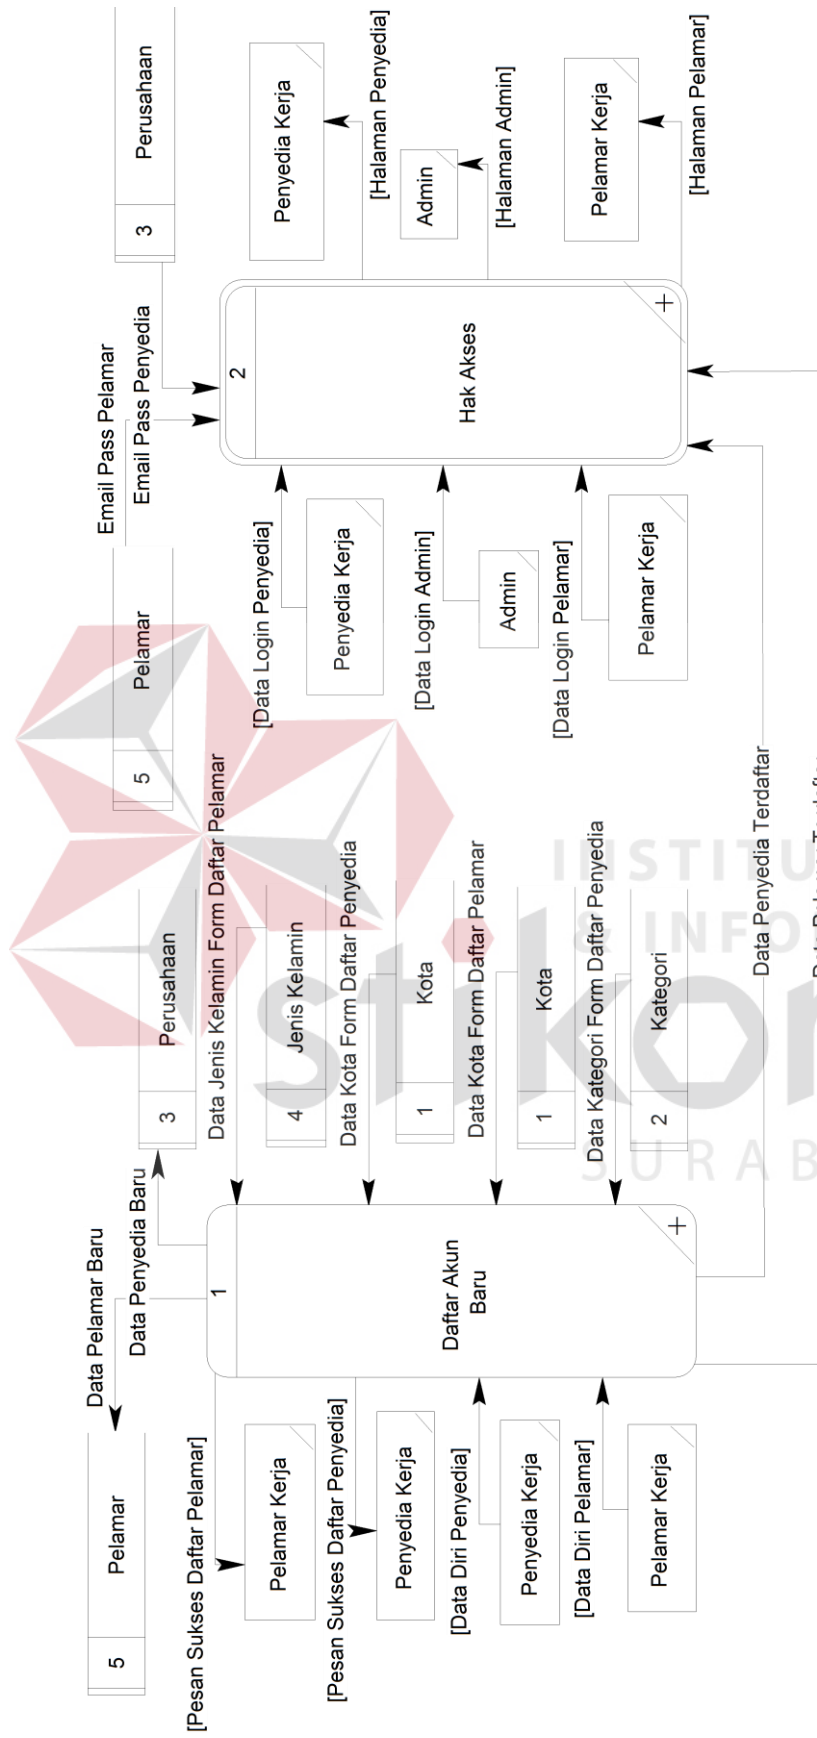 5
Pelamar
Data Pelamar Baru
Data Penyedia Baru
3
Perusahaan
5
Pelamar
Email Pass Pelamar
Email Pass Penyedia
3
Perusahaan
[Pesan Sukses Daftar Pelamar]
Pelamar Kerja
[Pesan Sukses Daftar Penyedia]
Penyedia Kerja
[Data Diri Penyedia]
Penyedia Kerja
[Data Diri Pelamar]
Pelamar Kerja
1
Daftar Akun
Baru
Data Jenis Kelamin Form Daftar Pelamar
4
Jenis Kelamin
Data Kota Form Daftar Penyedia
1
Kota
Data Kota Form Daftar Pelamar
1
Kota
Data Kategori Form Daftar Penyedia
2
Kategori
[Data Login Penyedia]
Penyedia Kerja
[Data Login Admin]
Admin
[Data Login Pelamar]
Pelamar Kerja
2
Hak Akses
Penyedia Kerja
[Halaman Penyedia]
Admin
[Halaman Admin]
Pelamar Kerja
[Halaman Pelamar]
Data Penyedia Terdaftar